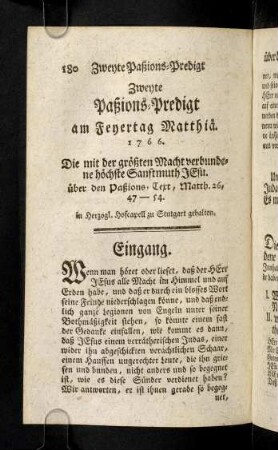 180 Zweyte Paßions-Predigt
Zweyte
Paßions-Predigt
am Feyertag Matthiä.
1766.
Die mit der größten Macht verbunde-
ne höchste Sanftmuth JEsu.
über den Paßions-Text, Matth. 26,
47—54.
in Herzogl. Hofcapell zu Stutgart gehalten.
Eingang.
Wenn man höret oder lieset, daß der HErr
JEsus alle Macht im Himmel und auf
Erden habe, und daß er durch ein blosses Wort
seine Feinde niederschlagen könne, und daß end-
lich ganze Legionen von Engeln unter seiner
Bothmäßigkeit stehen, so könnte einem fast
der Gedanke einfallen, wie kommt es dann,
daß JEsus einem verrätherischen Judas, einer
wider ihn abgeschickten verächtlichen Schaar,
einem Hauffen ungerechter Leute, die ihn grie-
fen und bunden, nicht anders und so begegnet
ist, wie es diese Sünder verdienet haben?
Wir antworten, er ist ihnen gerade so begeg-
net,